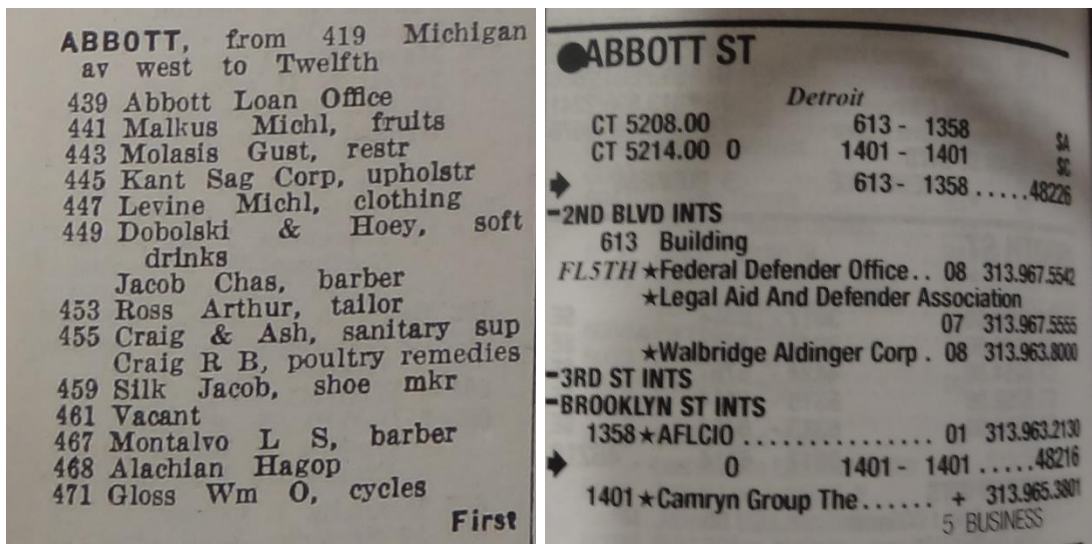 ABBOTT, from 419 Michigan
av west to Twelfth
439 Abbott Loan Office
441 Malkus Michl, fruits
443 Molasis Gust, restr
445 Kant Sag Corp, upholstr
447 Levine Michl, clothing
449 Dobolski & Hoey, soft
drinks
Jacob Chas, barber
453 Ross Arthur, tailor
455 Craig & Ash, sanitary sup
Craig R B, poultry remedies
459 Silk Jacob, shoe mkr
461 Vacant
467 Montalvo L S, barber
468 Alachian Hagop
471 Gloss Wm O, cycles
First
ABBOTT ST
Detroit
CT 5208.00 613 - 1358
CT 5214.00 0 1401 - 1401 SA
613 - 1358 .....48226 SC
-2ND BLVD INTS
613 Building
FL5TH ★Federal Defender Office.. 08 313.967.5542
★Legal Aid And Defender Association
07 313.967.5555
★Walbridge Aldinger Corp . 08 313.963.8000
-3RD ST INTS
-BROOKLYN ST INTS
1358★AFLCIO ................ 01 313.963.2130
0 1401 - 1401 .....48216
1401★Camryn Group The...... + 313.965.3801
5 BUSINESS